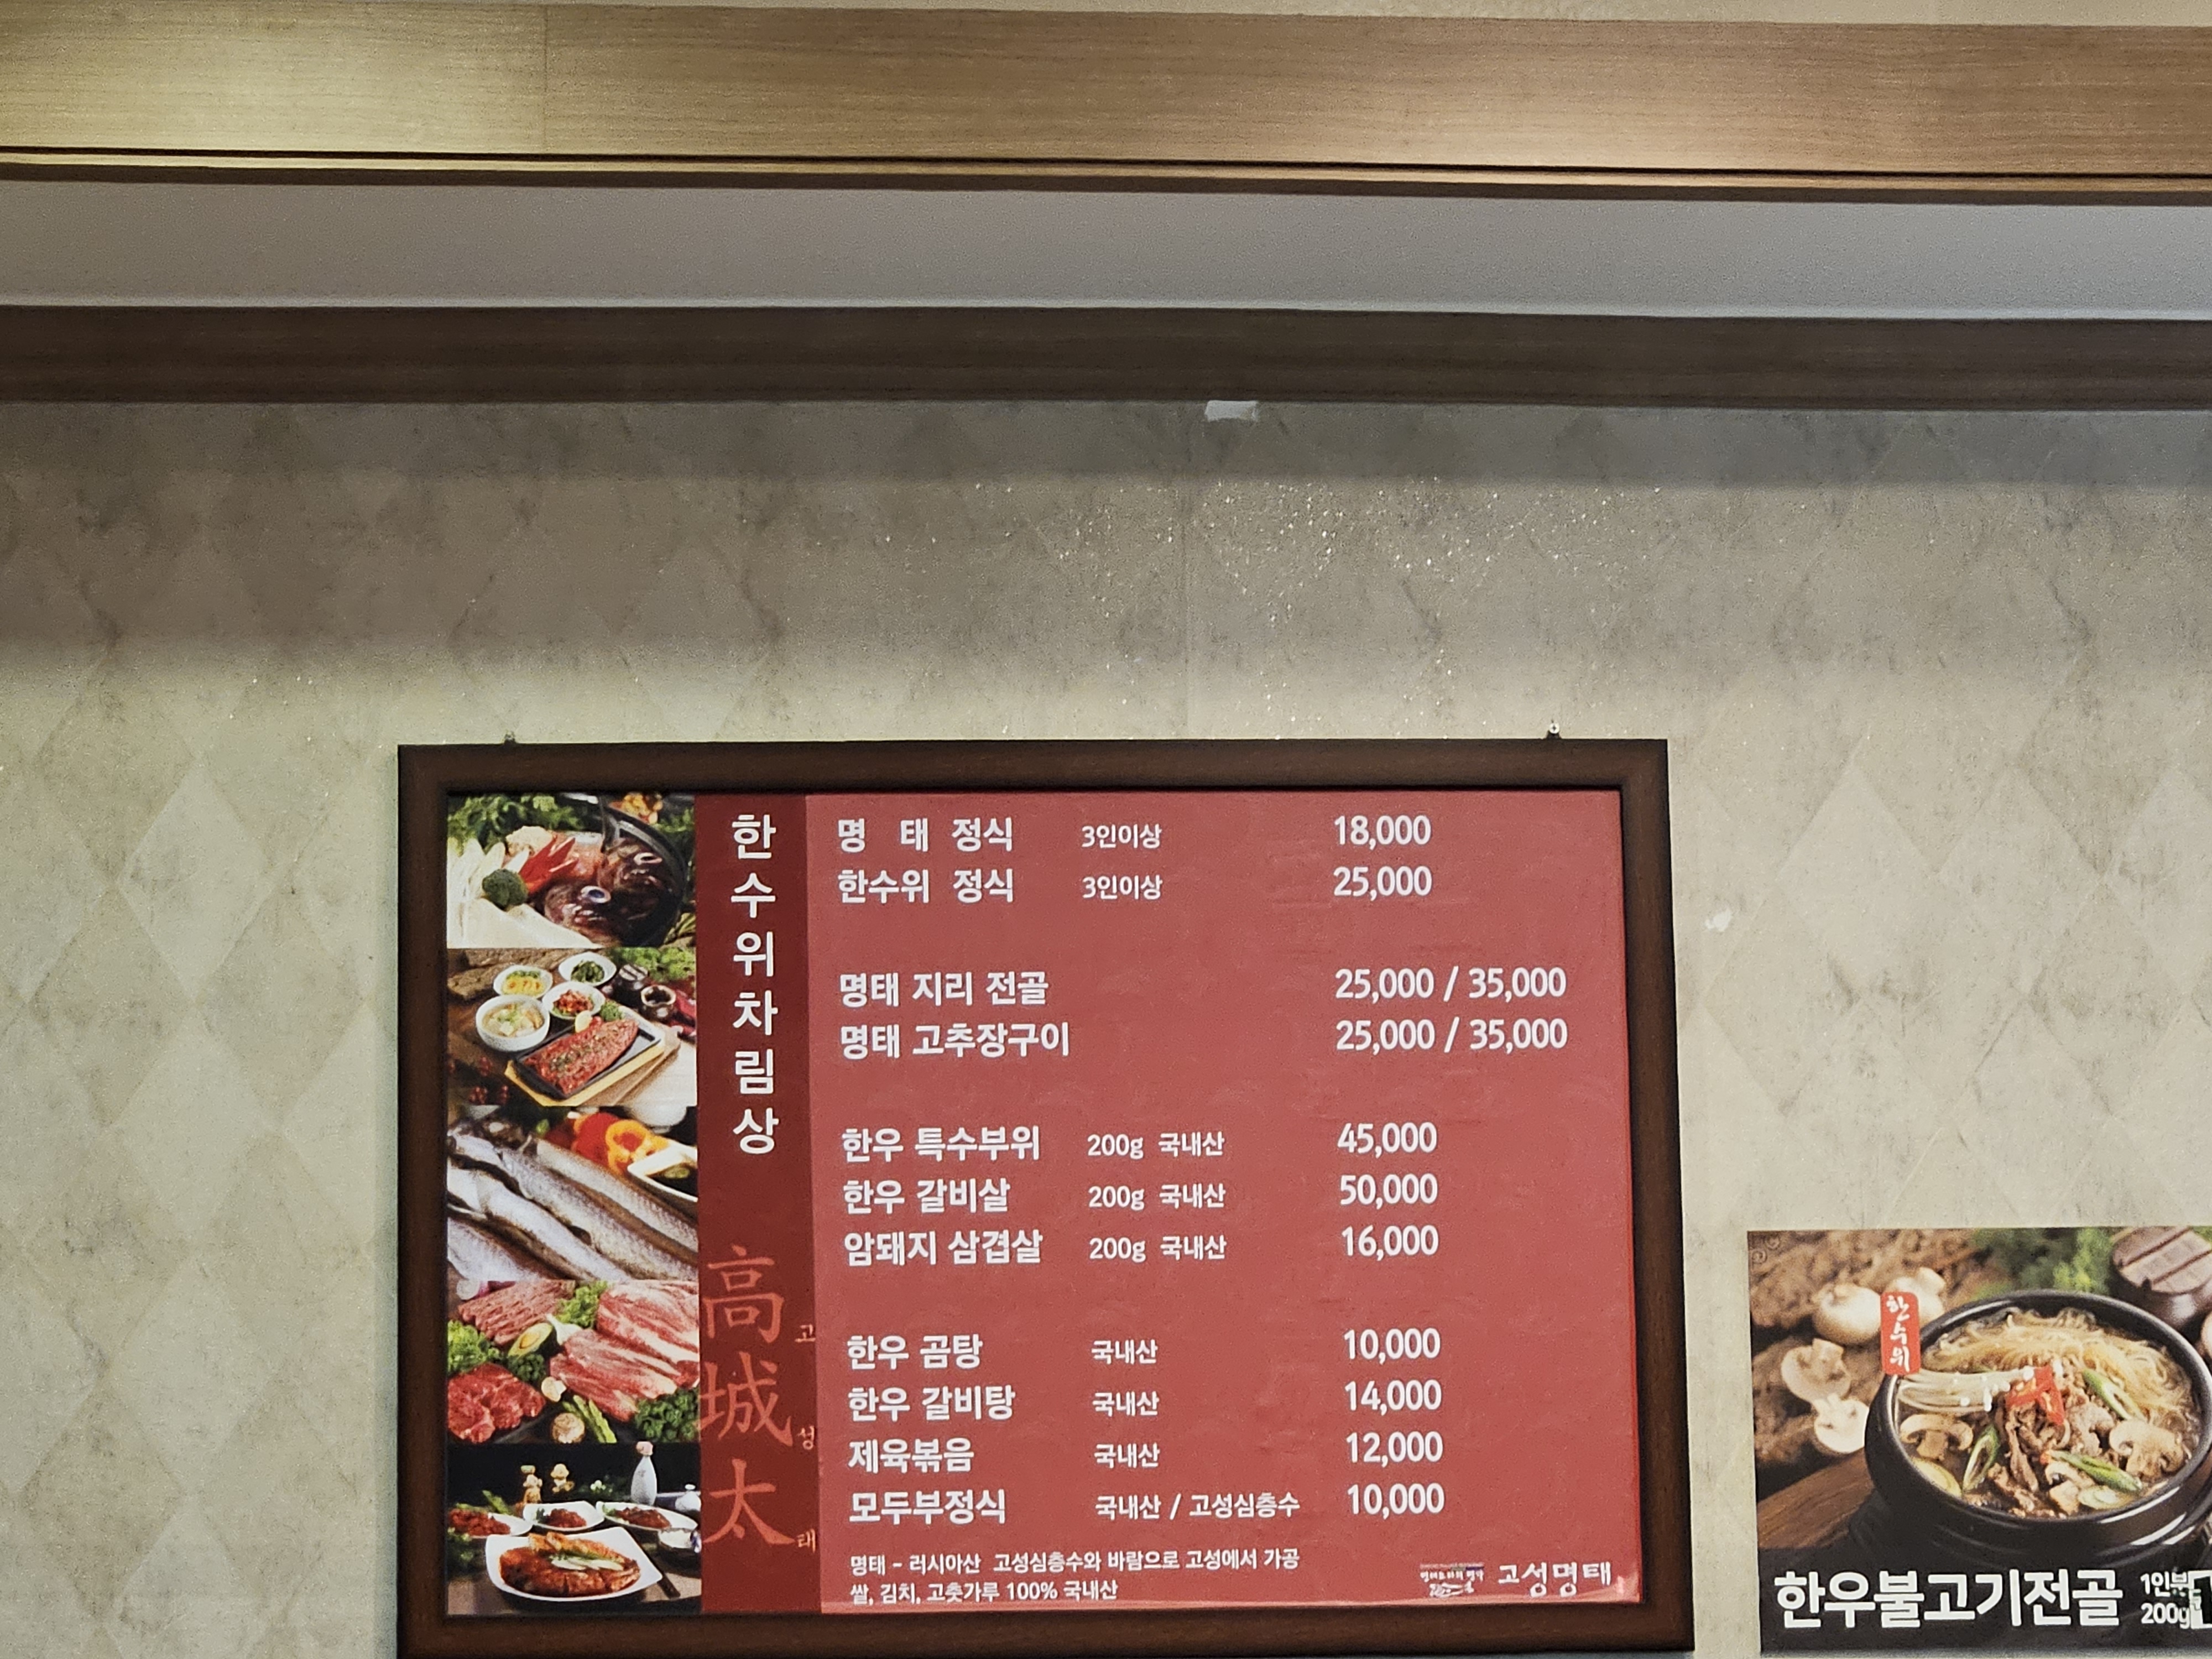 한수위차림상
高城太
고성태
명 태 정식 3인이상 18,000
한수위 정식 3인이상 25,000
명태 지리 전골 25,000 / 35,000
명태 고추장구이 25,000 / 35,000
한우 특수부위 200g 국내산 45,000
한우 갈비살 200g 국내산 50,000
암돼지 삼겹살 200g 국내산 16,000
한우 곰탕 국내산 10,000
한우 갈비탕 국내산 14,000
제육볶음 국내산 12,000
모두부정식 국내산 / 고성심층수 10,000
명태 - 러시아산 고성심층수와 바람으로 고성에서 가공
쌀, 김치, 고춧가루 100% 국내산
고성명태
한수위
한우불고기전골
1인분
200g